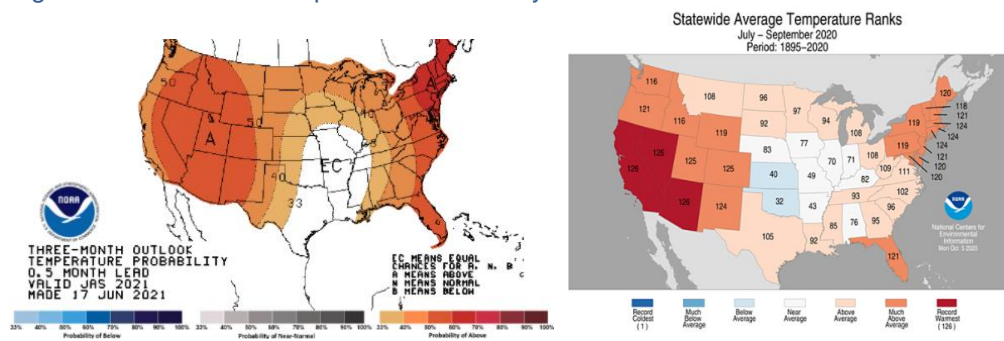 50
A
50
40
33
EC
33
40
A
NOAA
THREE-MONTH OUTLOOK
TEMPERATURE PROBABILITY
0.5 MONTH LEAD
VALID JAS 2021
MADE 17 JUN 2021
EC MEANS EQUAL
CHANCES FOR A, N, B
A MEANS ABOVE
N MEANS NORMAL
B MEANS BELOW
33% 40% 50% 60% 70% 80% 90% 100%
Probability of Below
33% 40% 50% 60% 70% 80% 90% 100%
Probability of Near-Normal
33% 40% 50% 60% 70% 80% 90% 100%
Probability of Above
Statewide Average Temperature Ranks
July – September 2020
Period: 1895–2020
116
121
116
108
96
92
97
94
108
119
83
77
126
126
125
125
40
49
70
71
108
82
109
111
126
124
32
43
93
102
96
105
92
85
76
95
121
120
119
119
118
121
124
124
124
121
120
120
NOAA
National Centers for
Environmental
Information
Mon Oct 5 2020
Record
Coldest
(1)
Much
Below
Average
Below
Average
Near
Average
Above
Average
Much
Above
Average
Record
Warmest
(126)